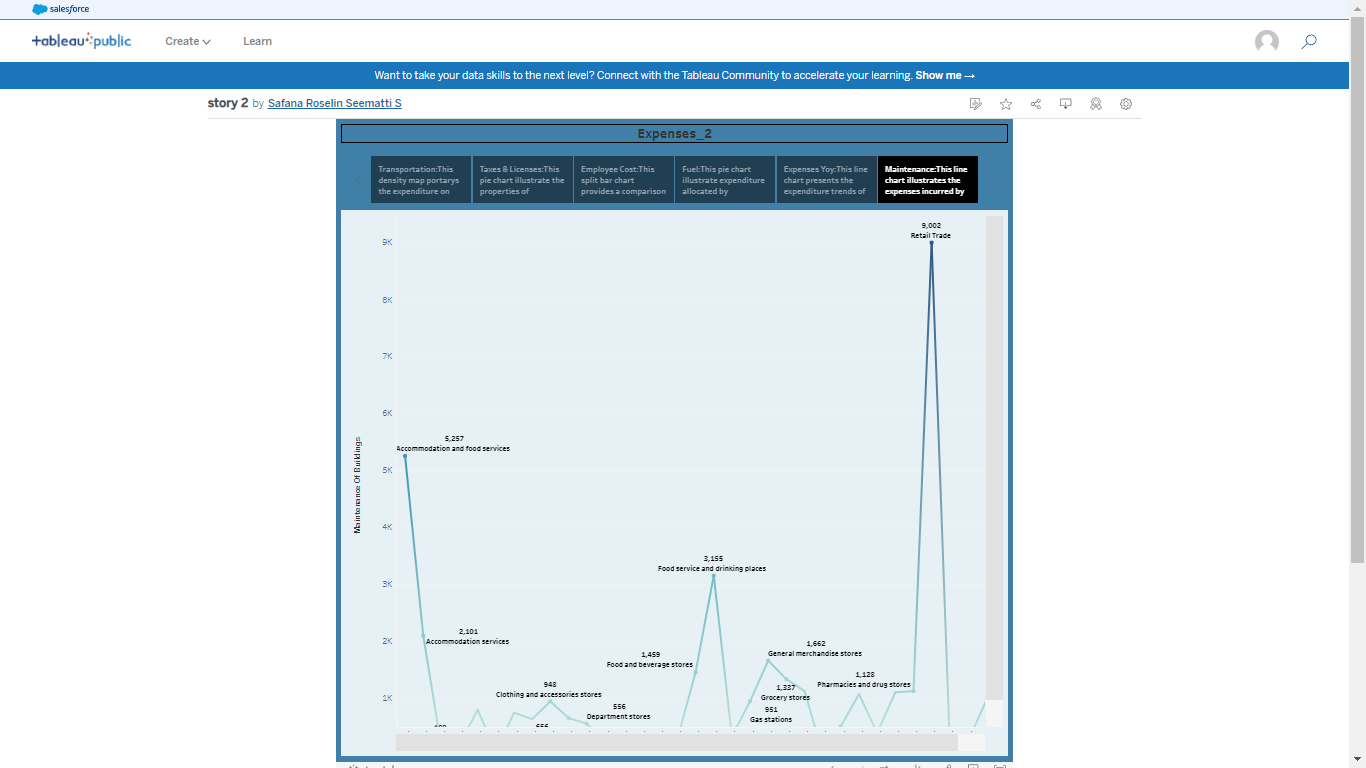 salesforce
+ableau+public
Create
Learn
Want to take your data skills to the next level? Connect with the Tableau Community to accelerate your learning. Show me →
story 2 by Safana Roselin Seematti S
Expenses_2
Transportation:This
density map portarys
the expenditure on
Taxes & Licenses:This
pie chart illustrate the
properties of
Employee Cost:This
split bar chart
provides a comparison
Fuel:This pie chart
illustrate expenditure
allocated by
Expenses Yoy:This line
chart presents the
expenditure trends of
Maintenance:This line
chart illustrates the
expenses incurred by
9,002
Retail Trade
9K
8K
7K
6K
5,257
Accommodation and food services
5K
Maintenance Of Buildings
4K
3,155
Food service and drinking places
3K
2,101
Accommodation services
2K
1,459
Food and beverage stores
1,662
General merchandise stores
1,128
Pharmacies and drug stores
948
Clothing and accessories stores
1,337
Grocery stores
1K
556
Department stores
951
Gas stations